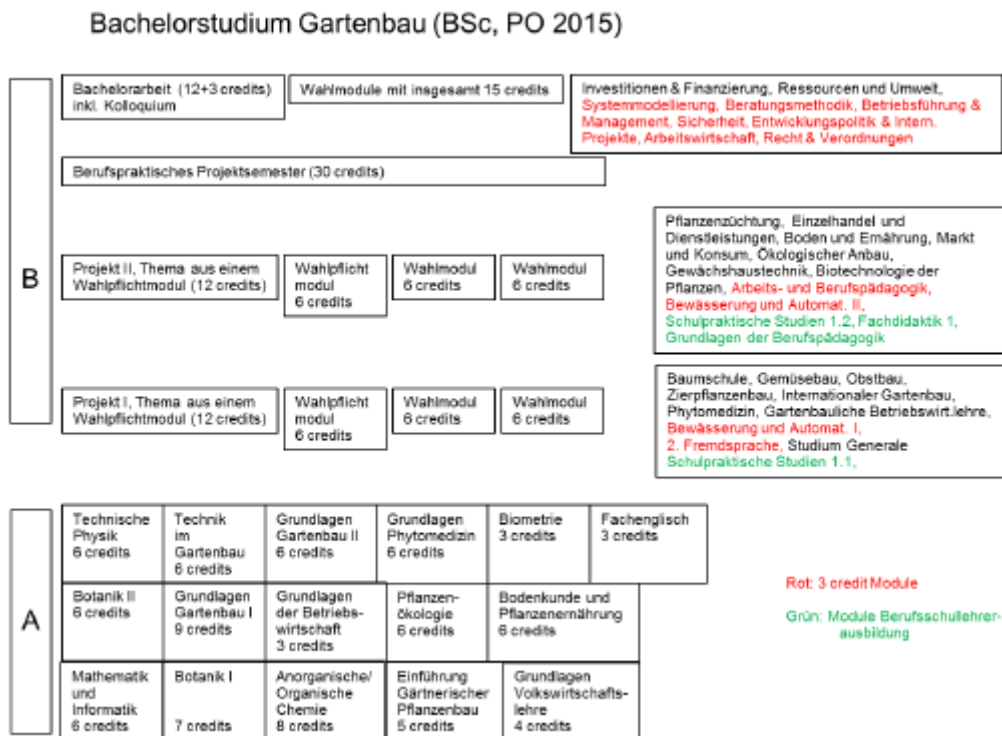 Bachelorstudium Gartenbau (BSc, PO 2015)
B
Bachelorarbeit (12+3 credits)
inkl. Kolloquium
Wahlmodule mit insgesamt 15 credits
Investitionen & Finanzierung, Ressourcen und Umwelt,
Systemmodellierung, Beratungsmethodik, Betriebsführung &
Management, Sicherheit, Entwicklungspolitik & Intern.
Projekte, Arbeitswirtschaft, Recht & Verordnungen
Berufspraktisches Projektsemester (30 credits)
Projekt II, Thema aus einem
Wahlpflichtmodul (12 credits)
Wahlpflicht
modul
6 credits
Wahlmodul
6 credits
Wahlmodul
6 credits
Pflanzenzüchtung, Einzelhandel und
Dienstleistungen, Boden und Ernährung, Markt
und Konsum, Ökologischer Anbau,
Gewächshaustechnik, Biotechnologie der
Pflanzen, Arbeits- und Berufspädagogik,
Bewässerung und Automat. II,
Schulpraktische Studien 1.2, Fachdidaktik 1,
Grundlagen der Berufspädagogik
Projekt I, Thema aus einem
Wahlpflichtmodul (12 credits)
Wahlpflicht
modul
6 credits
Wahlmodul
6 credits
Wahlmodul
6 credits
Baumschule, Gemüsebau, Obstbau,
Zierpflanzenbau, Internationaler Gartenbau,
Phytomedizin, Gartenbauliche Betriebswirt.lehre,
Bewässerung und Automat. I,
2. Fremdsprache, Studium Generale
Schulpraktische Studien 1.1,
A
Technische
Physik
6 credits
Technik
im
Gartenbau
6 credits
Grundlagen
Gartenbau II
6 credits
Grundlagen
Phytomedizin
6 credits
Biometrie
3 credits
Fachenglisch
3 credits
Botanik II
6 credits
Grundlagen
Gartenbau I
9 credits
Grundlagen
der Betriebs-
wirtschaft
3 credits
Pflanzen-
ökologie
6 credits
Bodenkunde und
Pflanzenernährung
6 credits
Mathematik
und
Informatik
6 credits
Botanik I
7 credits
Anorganische/
Organische
Chemie
8 credits
Einführung
Gärtnerischer
Pflanzenbau
5 credits
Grundlagen
Volkswirtschafts-
lehre
4 credits
Rot: 3 credit Module
Grün: Module Berufsschullehrer-
ausbildung